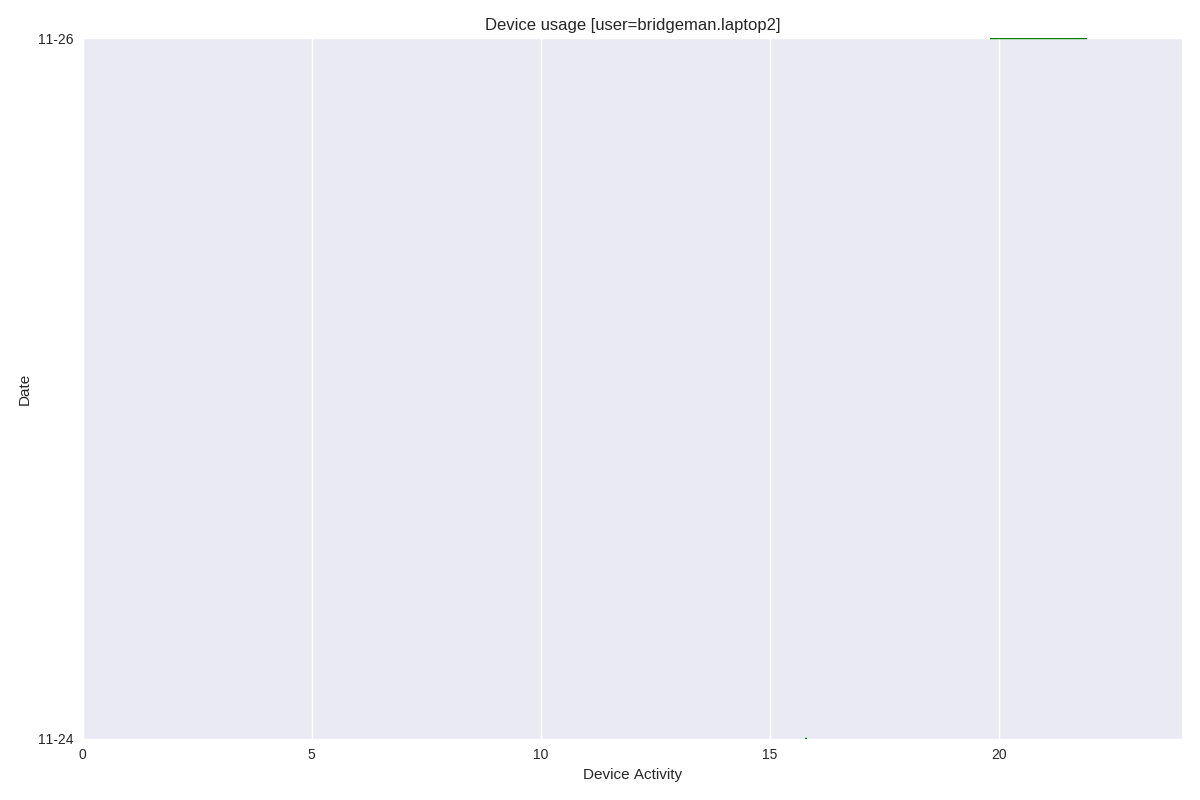 Device usage [user=bridgeman.laptop2]
11-26
Date
11-24
0 5 10 15 20
Device Activity